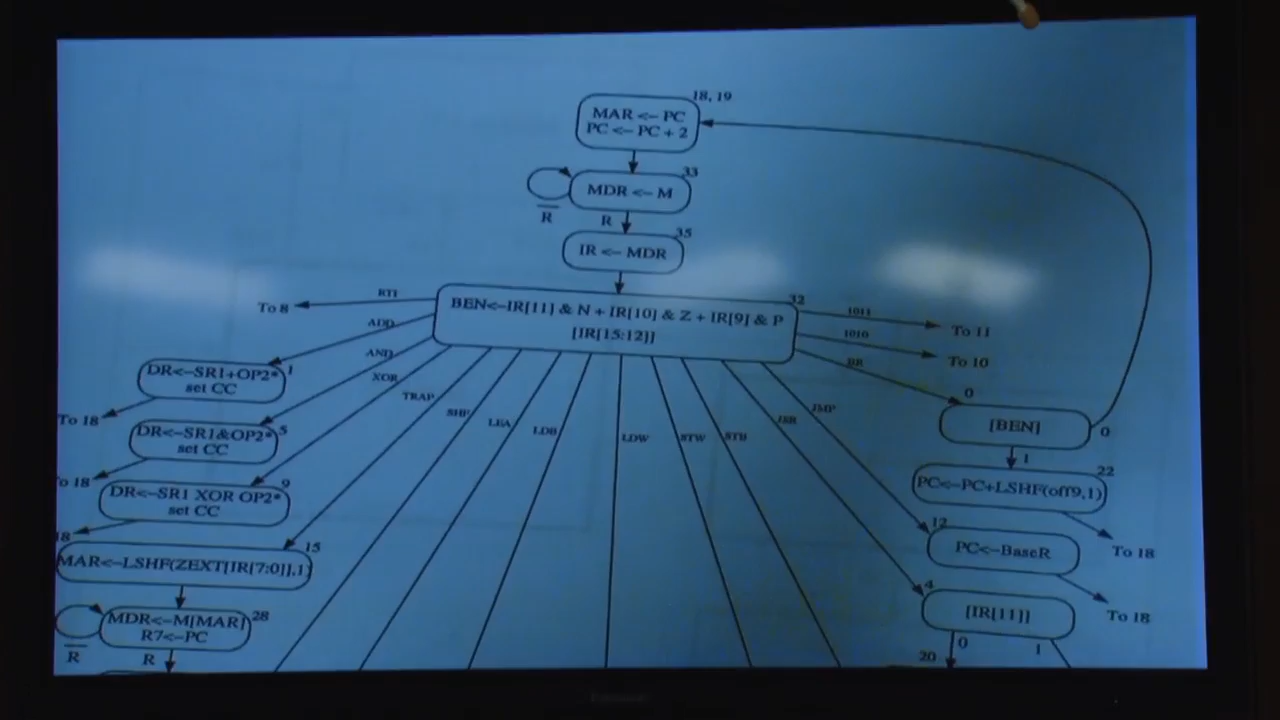 18, 19
MAR <- PC
PC <- PC + 2
33
MDR <- M
R
R
35
IR <- MDR
32
BEN<-IR[11] & N + IR[10] & Z + IR[9] & P
[IR[15:12]]
RTI
To 8
1011
To 11
ADD
1010
To 10
AND
BR
XOR
TRAP
SHF
LEA
LDB
LDW
STW
STB
JSR
JMP
DR<-SR1+OP2*
set CC
1
To 18
0
[BEN]
0
1
DR<-SR1&OP2*
set CC
5
To 18
22
PC<-PC+LSHF(off9,1)
To 18
9
DR<-SR1 XOR OP2*
set CC
18
12
PC<-BaseR
To 18
15
MAR<-LSHF(ZEXT[IR[7:0]],1)
4
[IR[11]]
0
1
20
28
MDR<-M[MAR]
R7<-PC
R
R